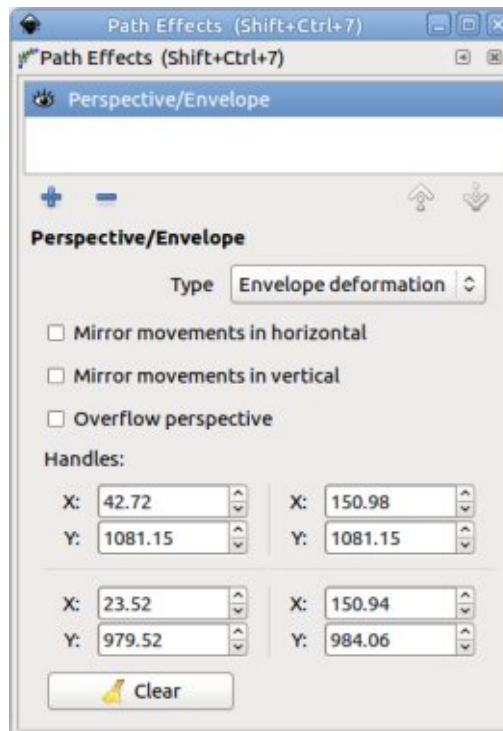 Path Effects (Shift+Ctrl+7)
Path Effects (Shift+Ctrl+7)
Perspective/Envelope
Perspective/Envelope
Type Envelope deformation
Mirror movements in horizontal
Mirror movements in vertical
Overflow perspective
Handles:
X: 42.72 X: 150.98
Y: 1081.15 Y: 1081.15
X: 23.52 X: 150.94
Y: 979.52 Y: 984.06
Clear